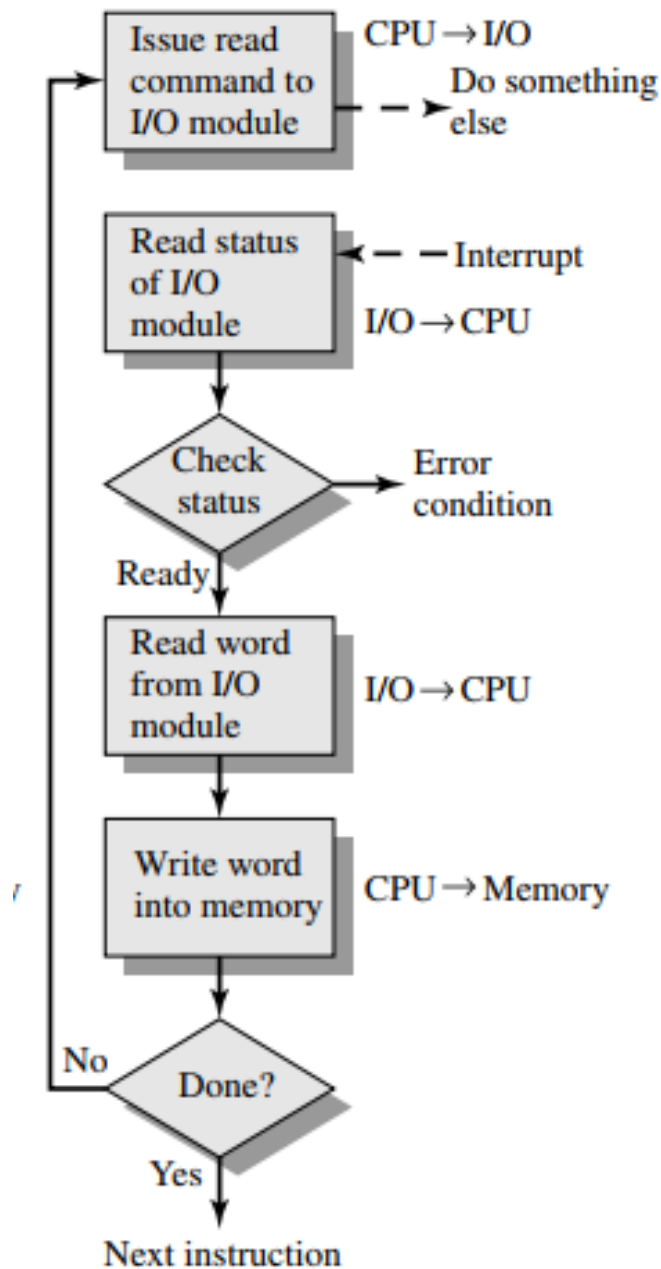 Issue read
command to
I/O module
CPU → I/O
Do something
else
Read status
of I/O
module
Interrupt
I/O → CPU
Check
status
Error
condition
Ready
Read word
from I/O
module
I/O → CPU
Write word
into memory
CPU → Memory
No
Done?
Yes
Next instruction